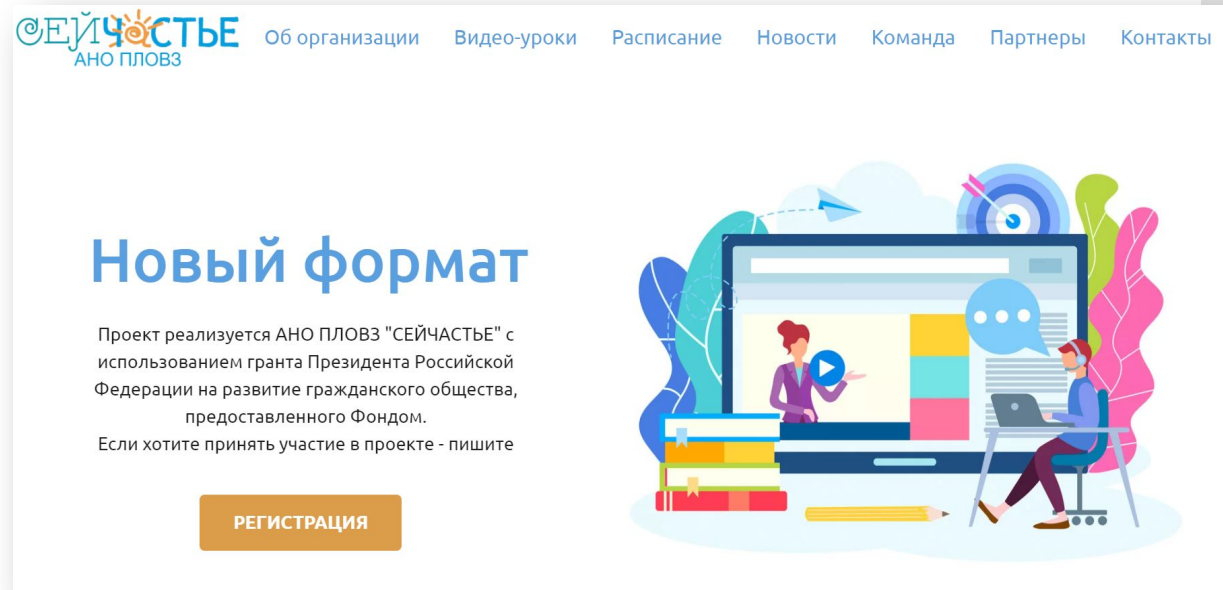 СЕЙЧАСТЬЕ
АНО ПЛОВЗ
Об организации Видео-уроки Расписание Новости Команда Партнеры Контакты
Новый формат
Проект реализуется АНО ПЛОВЗ "СЕЙЧАСТЬЕ" с
использованием гранта Президента Российской
Федерации на развитие гражданского общества,
предоставленного Фондом.
Если хотите принять участие в проекте - пишите
РЕГИСТРАЦИЯ